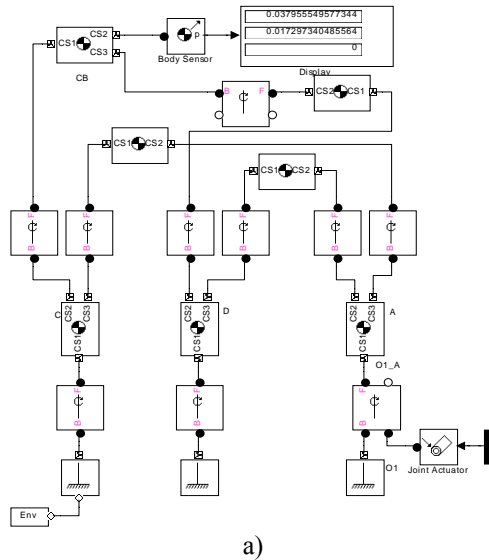 0.037955549577344
0.017297340485564
0
CS1 CS2
CS3
CB
Body Sensor
p
Display
B F
CS2 CS1
CS1 CS2
CS1 CS2
F F F F F F
B B B B B B
CS2 CS3 CS2 CS3 CS2 CS3
C D A
CS1 CS1 CS1
O1_A
F F F
B B B
O1
Joint Actuator
Env
a)